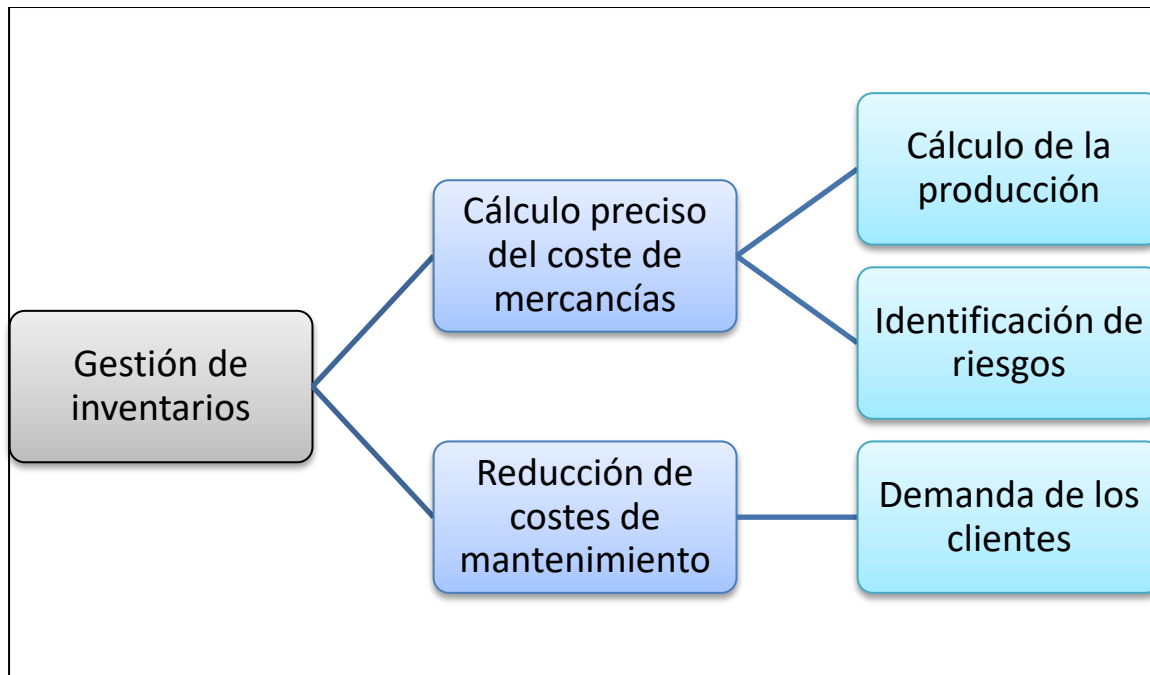 Gestión de
inventarios
Cálculo preciso
del coste de
mercancías
Reducción de
costes de
mantenimiento
Cálculo de la
producción
Identificación de
riesgos
Demanda de los
clientes